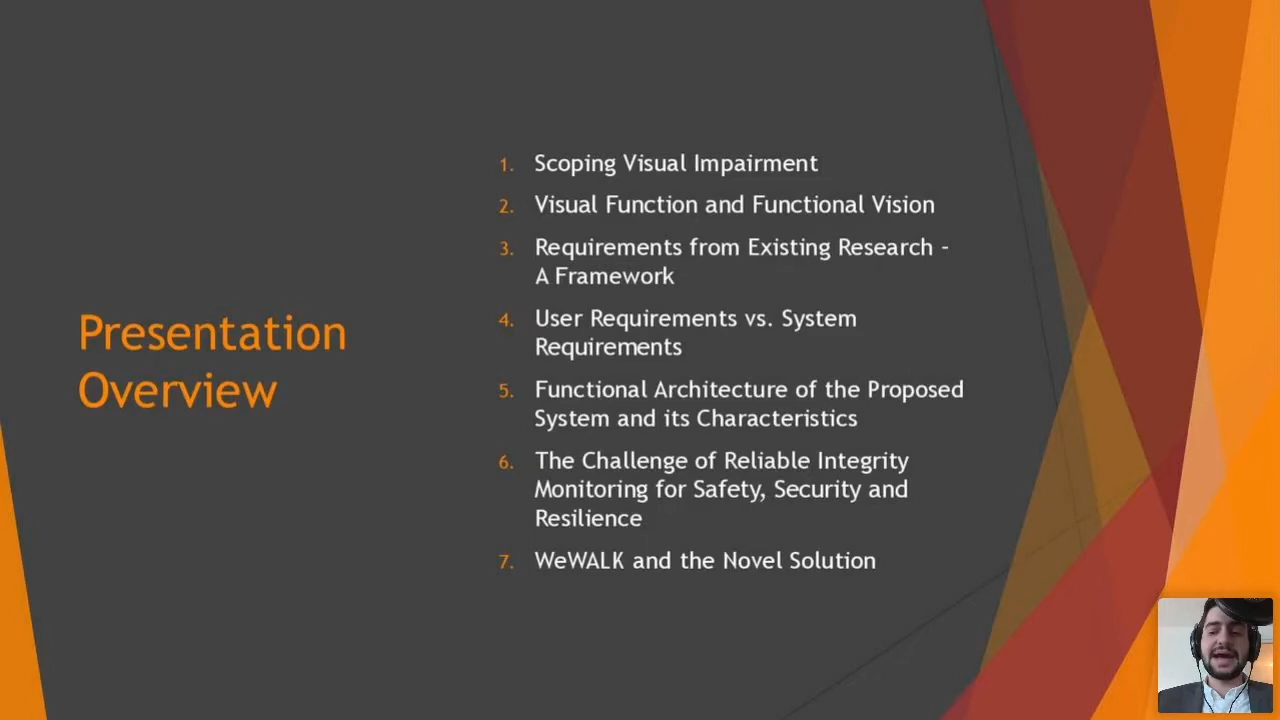 Presentation
Overview
1. Scoping Visual Impairment
2. Visual Function and Functional Vision
3. Requirements from Existing Research -
A Framework
4. User Requirements vs. System
Requirements
5. Functional Architecture of the Proposed
System and its Characteristics
6. The Challenge of Reliable Integrity
Monitoring for Safety, Security and
Resilience
7. WeWALK and the Novel Solution